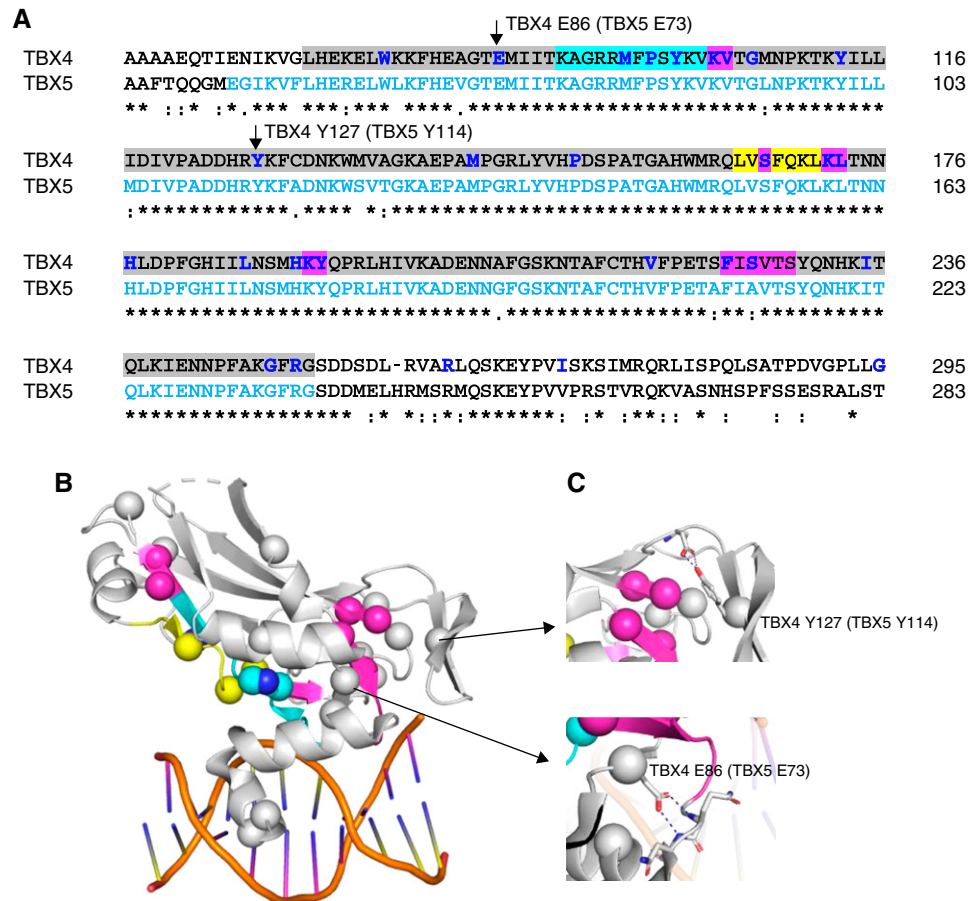 A
TBX4 E86 (TBX5 E73)
TBX4 AAAAEQTIENIKVGLHEKELWKKFHEAGTEMIITKAGRRMFPSYKVKVTGMNPKTKYILL 116
TBX5 AAFTQQGMEGIKVFLHERELWLKFHEVGTEMIITKAGRRMFPSYKVKVTGLNPKTKYILL 103
** ::* :*.*** ***:*** ****.**********************:*********
TBX4 Y127 (TBX5 Y114)
TBX4 IDIVPADDHRYKFCDNKWMVAGKAEPAMPGRLYVHPDSPATGAHWMRQLVSFQKLKLTNN 176
TBX5 MDIVPADDHRYKFADNKWSVTGKAEPAMPGRLYVHPDSPATGAHWMRQLVSFQKLKLTNN 163
:************.**** *:***************************************
TBX4 HLDPFGHIILNSMHKYQPRLHIVKADENNAFGSKNTAFCTHVFPETSFISVTSYQNHKIT 236
TBX5 HLDPFGHIILNSMHKYQPRLHIVKADENNGFGSKNTAFCTHVFPETAFIAVTSYQNHKIT 223
*****************************.****************:**:**********
TBX4 QLKIENNPFAKGFRGSDDSDL-RVARLQSKEYPVISKSIMRQRLISPQLSATPDVGPLLG 295
TBX5 QLKIENNPFAKGFRGSDDMELHRMSRMQSKEYPVVPRSTVRQKVASNHSPFSSESRALST 283
****************** :* *::*:*******: :* :**:: * :   : :   *
B
C
TBX4 Y127 (TBX5 Y114)
TBX4 E86 (TBX5 E73)